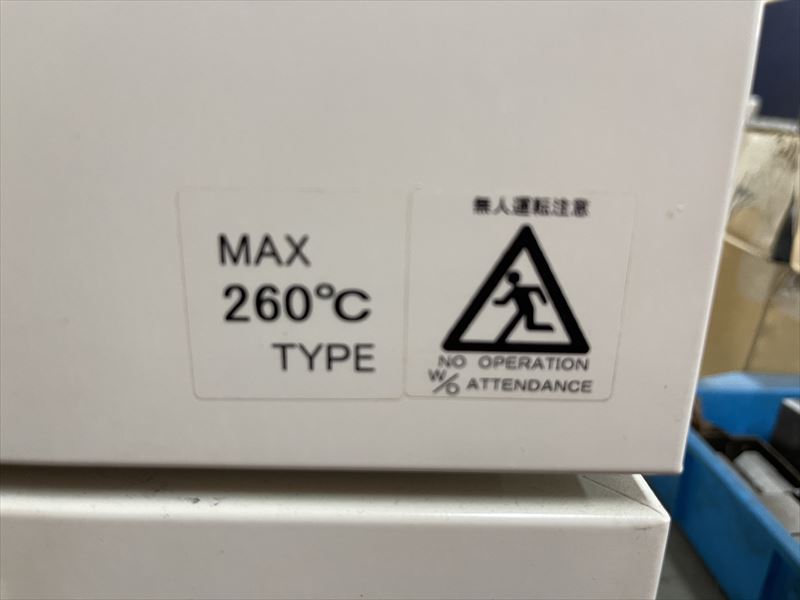 MAX
260℃
TYPE
無人運転注意
NO OPERATION
W/O ATTENDANCE